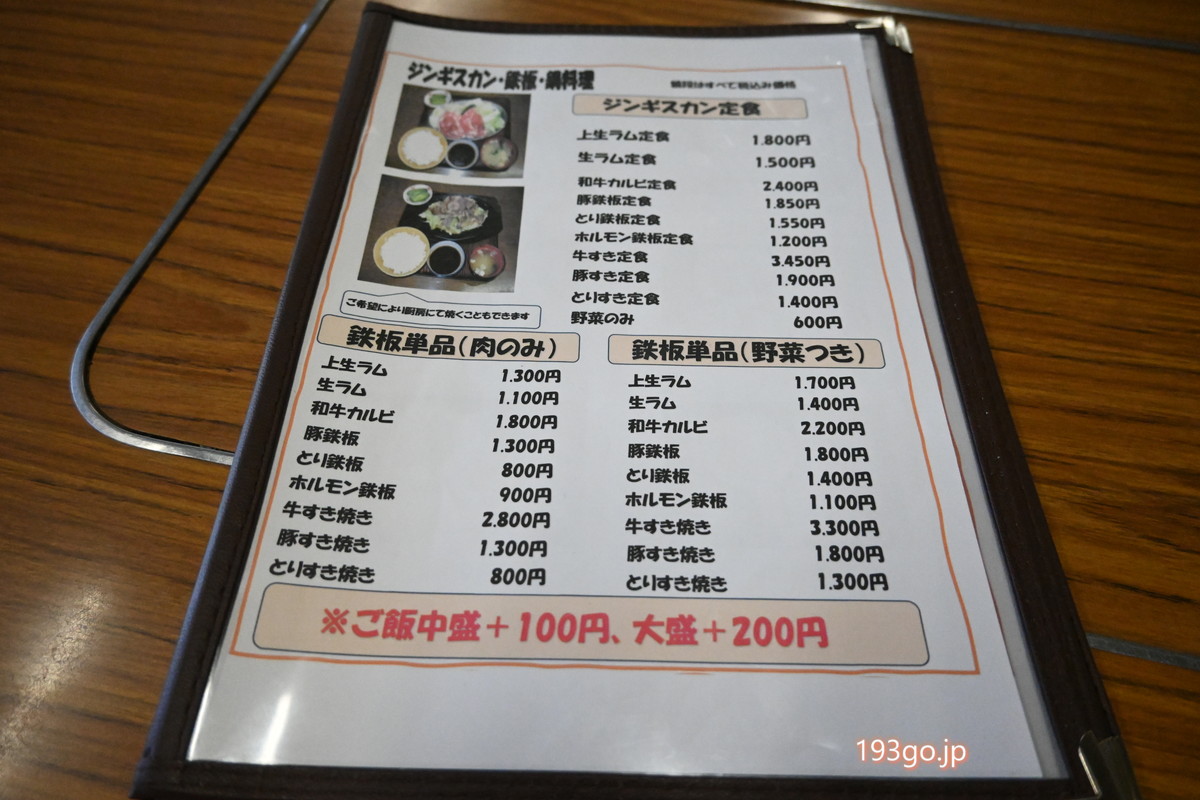 ジンギスカン・鉄板・鍋料理
値段はすべて税込み価格
ジンギスカン定食
上生ラム定食 1.800円
生ラム定食 1.500円
和牛カルビ定食 2.400円
豚鉄板定食 1.850円
とり鉄板定食 1.550円
ホルモン鉄板定食 1.200円
牛すき定食 3.450円
豚すき定食 1.900円
とりすき定食 1.400円
野菜のみ 600円
ご希望により厨房にて焼くこともできます
鉄板単品(肉のみ)
上生ラム 1.300円
生ラム 1.100円
和牛カルビ 1.800円
豚鉄板 1.300円
とり鉄板 800円
ホルモン鉄板 900円
牛すき焼き 2.800円
豚すき焼き 1.300円
とりすき焼き 800円
鉄板単品(野菜つき)
上生ラム 1.700円
生ラム 1.400円
和牛カルビ 2.200円
豚鉄板 1.800円
とり鉄板 1.400円
ホルモン鉄板 1.100円
牛すき焼き 3.300円
豚すき焼き 1.800円
とりすき焼き 1.300円
※ご飯中盛+100円、大盛+200円
193go.jp